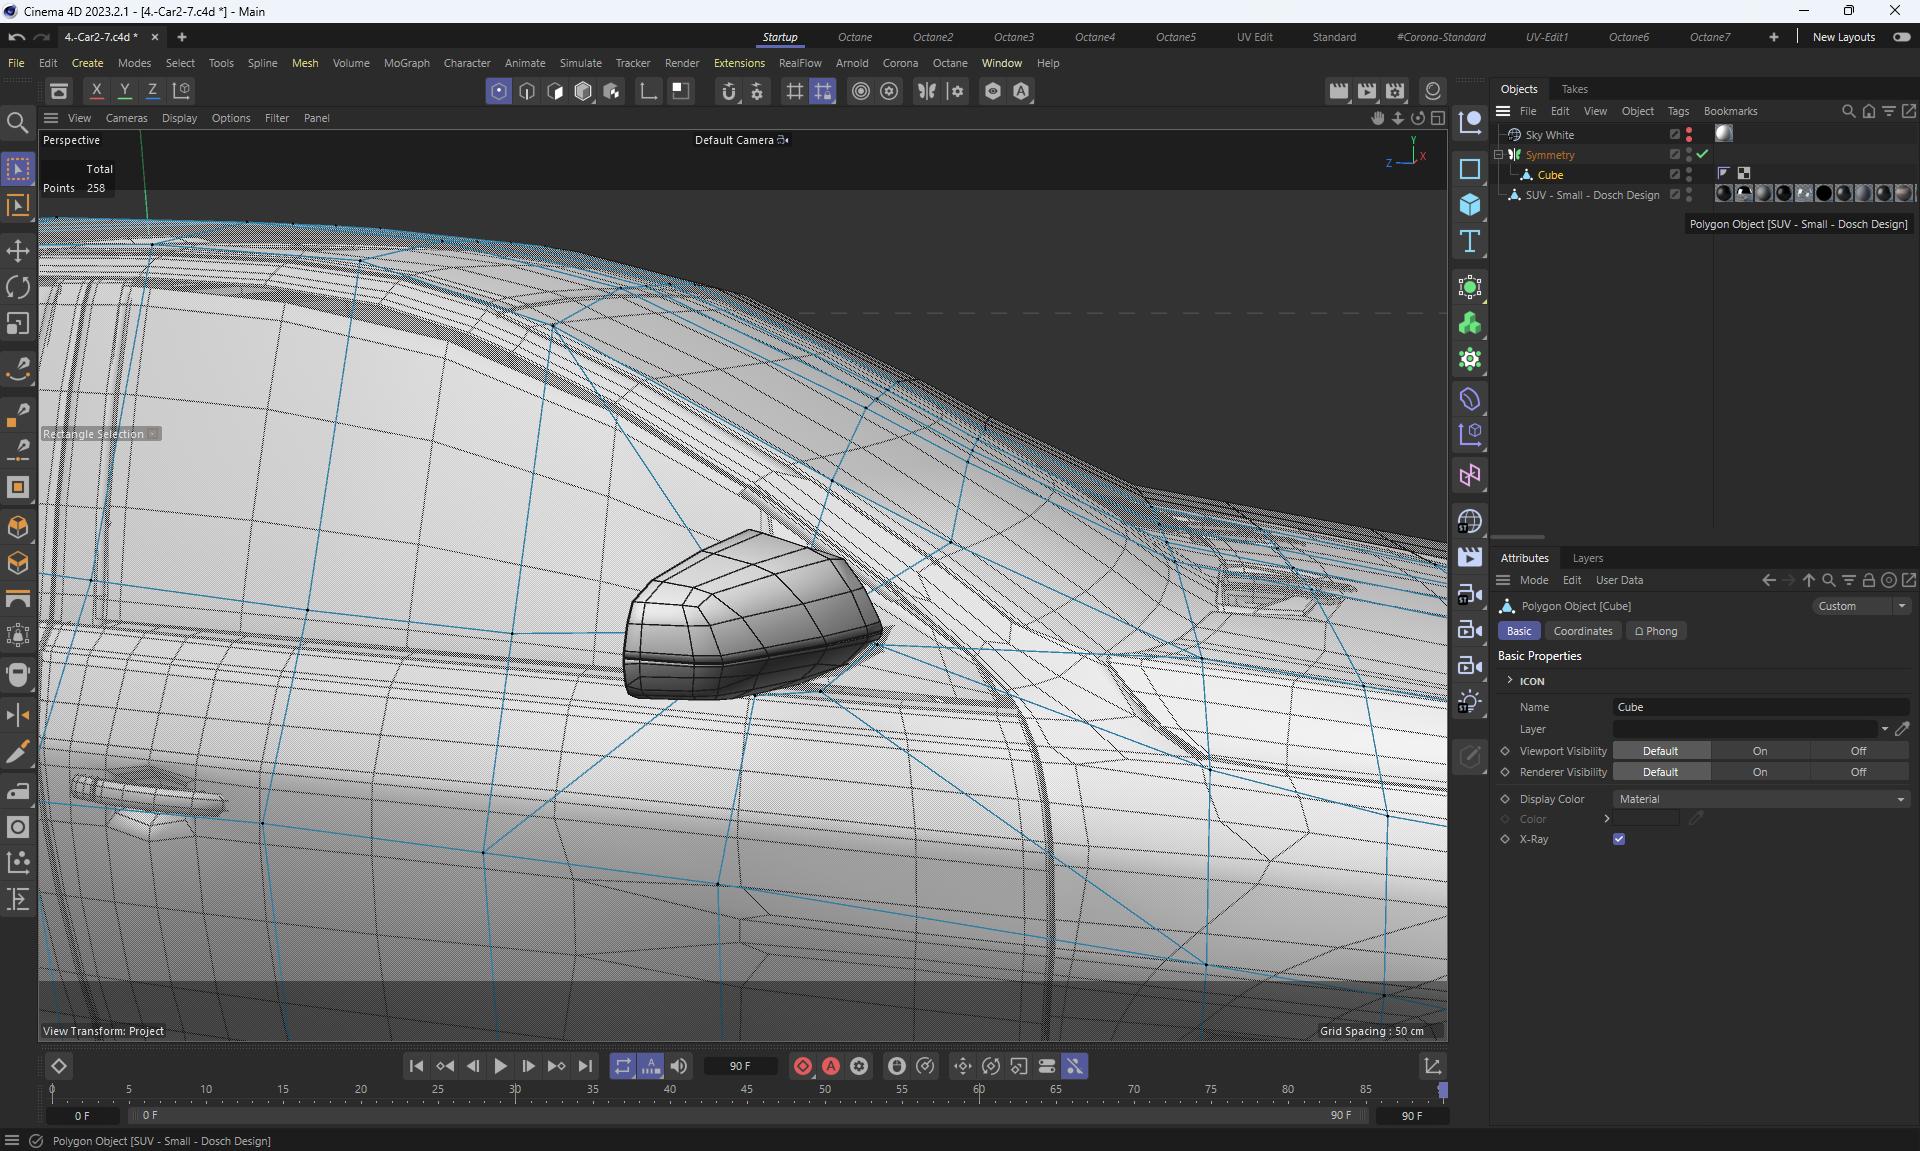 Cinema 4D 2023.2.1 - [4.-Car2-7.c4d *] - Main
4.-Car2-7.c4d *
Startup Octane Octane2 Octane3 Octane4 Octane5 UV Edit Standard #Corona-Standard UV-Edit1 Octane6 Octane7 New Layouts
File Edit Create Modes Select Tools Spline Mesh Volume MoGraph Character Animate Simulate Tracker Render Extensions RealFlow Arnold Corona Octane Window Help
X Y Z
View Cameras Display Options Filter Panel
Perspective
Default Camera
Y
Z X
Total
Points 258
Rectangle Selection
View Transform: Project
Grid Spacing : 50 cm
Objects Takes
File Edit View Object Tags Bookmarks
Sky White
Symmetry
Cube
SUV - Small - Dosch Design
Polygon Object [SUV - Small - Dosch Design]
ST
ST
ST
Attributes Layers
Mode Edit User Data
Polygon Object [Cube]
Custom
Basic Coordinates Phong
Basic Properties
ICON
Name Cube
Layer
Viewport Visibility Default On Off
Renderer Visibility Default On Off
Display Color Material
Color
X-Ray
90 F
0 5 10 15 20 25 30 35 40 45 50 55 60 65 70 75 80 85
0 F 0 F 90 F 90 F
Polygon Object [SUV - Small - Dosch Design]